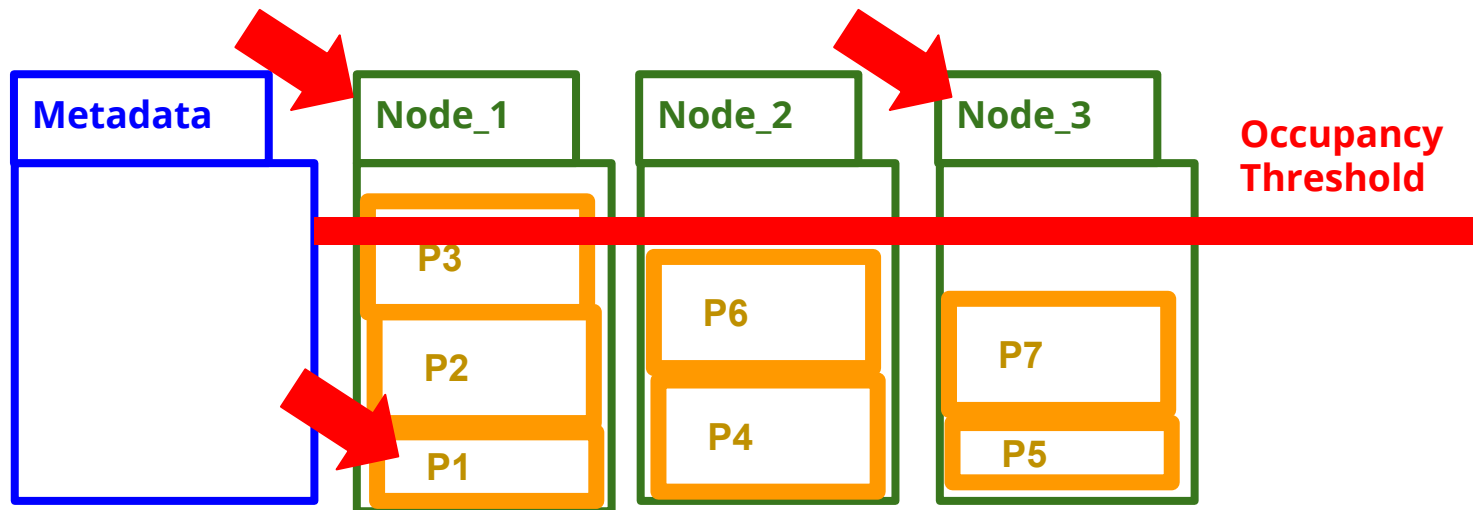 Metadata
Node_1
Node_2
Node_3
Occupancy
Threshold
P3
P2
P1
P6
P4
P7
P5